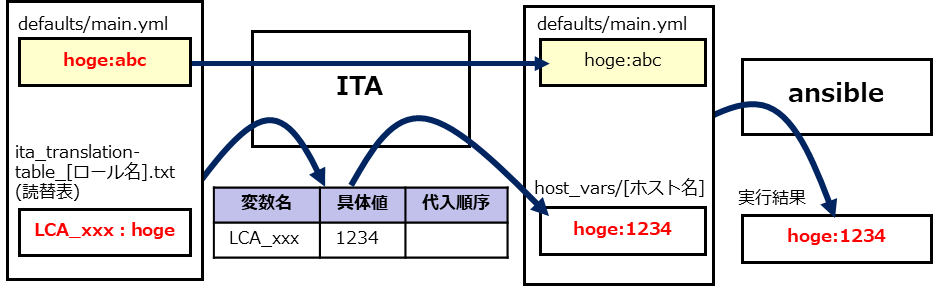 defaults/main.yml
hoge:abc
ita_translation-
table_[ロール名].txt
(読替表)
LCA_xxx : hoge
ITA
変数名 具体値 代入順序
LCA_xxx 1234
defaults/main.yml
hoge:abc
host_vars/[ホスト名]
hoge:1234
ansible
実行結果
hoge:1234